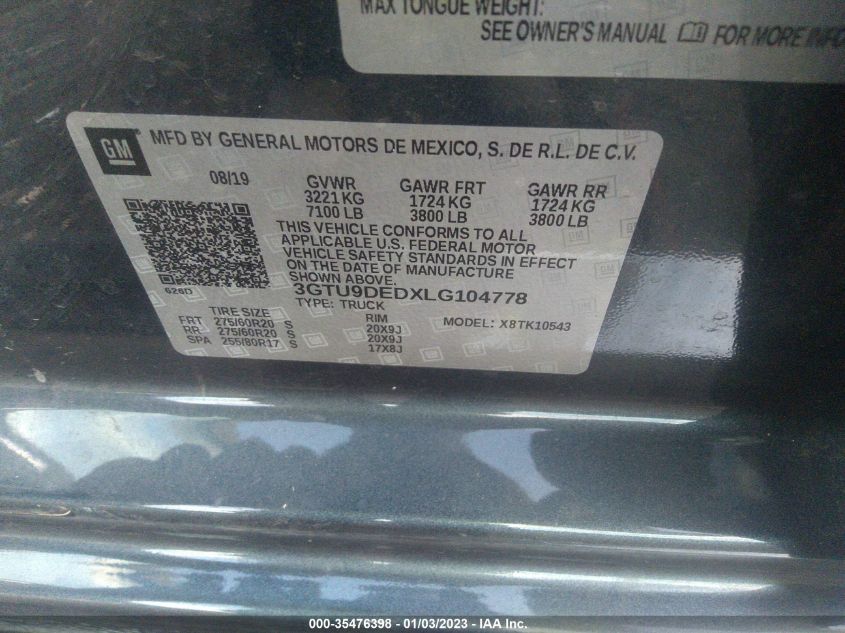 MAX TONGUE WEIGHT:
SEE OWNER'S MANUAL FOR MORE INFO
GM
MFD BY GENERAL MOTORS DE MEXICO, S. DE R.L. DE C.V.
08/19 GVWR GAWR FRT GAWR RR
3221 KG 1724 KG 1724 KG
7100 LB 3800 LB 3800 LB
THIS VEHICLE CONFORMS TO ALL
APPLICABLE U.S. FEDERAL MOTOR
VEHICLE SAFETY STANDARDS IN EFFECT
ON THE DATE OF MANUFACTURE
SHOWN ABOVE.
626D
3GTU9DEDXLG104778
TYPE: TRUCK
TIRE SIZE RIM MODEL: X8TK10543
FRT 275/60R20 S 20X9J
RR 275/60R20 S 20X9J
SPA 255/80R17 S 17X8J
000-35476398 - 01/03/2023 - © IAA Inc.